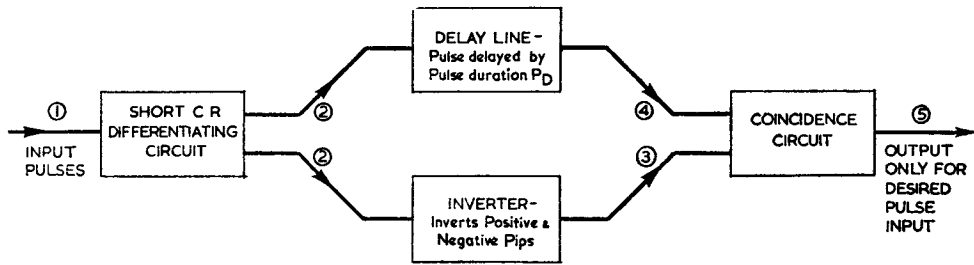 ①
INPUT
PULSES
SHORT C R
DIFFERENTIATING
CIRCUIT
②
②
DELAY LINE–
Pulse delayed by
Pulse duration PD
INVERTER–
Inverts Positive &
Negative Pips
④
③
COINCIDENCE
CIRCUIT
⑤
OUTPUT
ONLY FOR
DESIRED
PULSE
INPUT